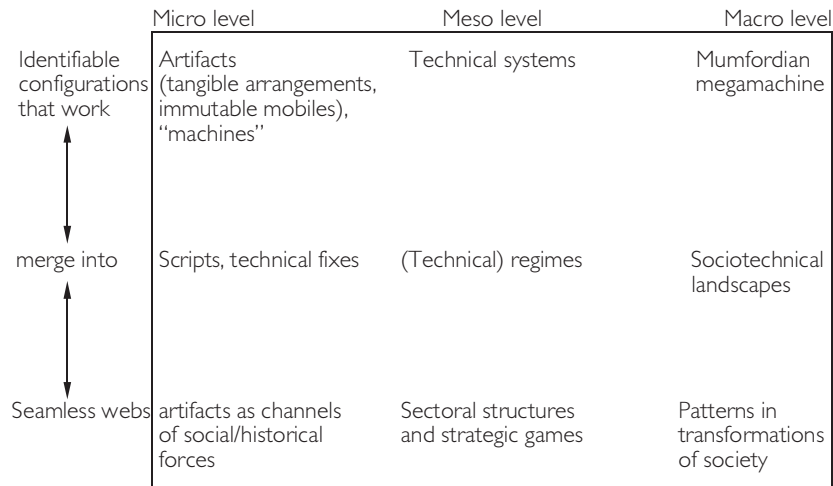 Micro level Meso level Macro level
Identifiable
configurations
that work
Artifacts
(tangible arrangements,
immutable mobiles),
“machines”
Technical systems
Mumfordian
megamachine
merge into
Scripts, technical fixes
(Technical) regimes
Sociotechnical
landscapes
Seamless webs
artifacts as channels
of social/historical
forces
Sectoral structures
and strategic games
Patterns in
transformations
of society